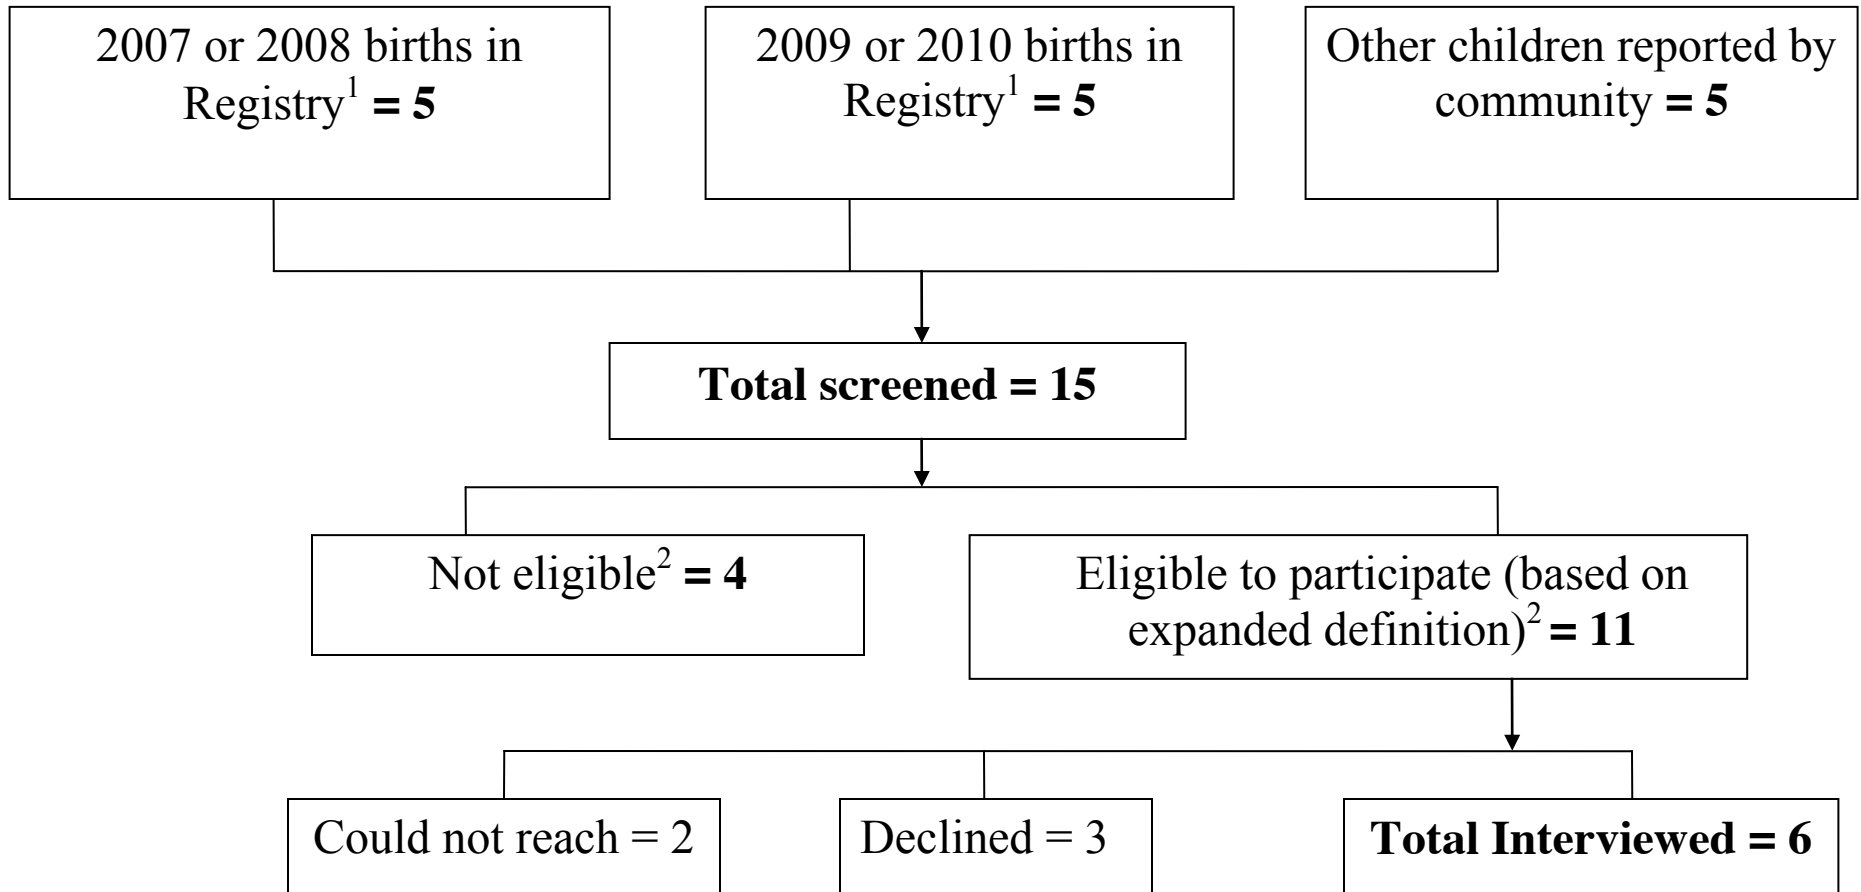 2007 or 2008 births in
Registry¹ = 5
2009 or 2010 births in
Registry¹ = 5
Other children reported by
community = 5
Total screened = 15
Not eligible² = 4
Eligible to participate (based on
expanded definition)² = 11
Could not reach = 2
Declined = 3
Total Interviewed = 6